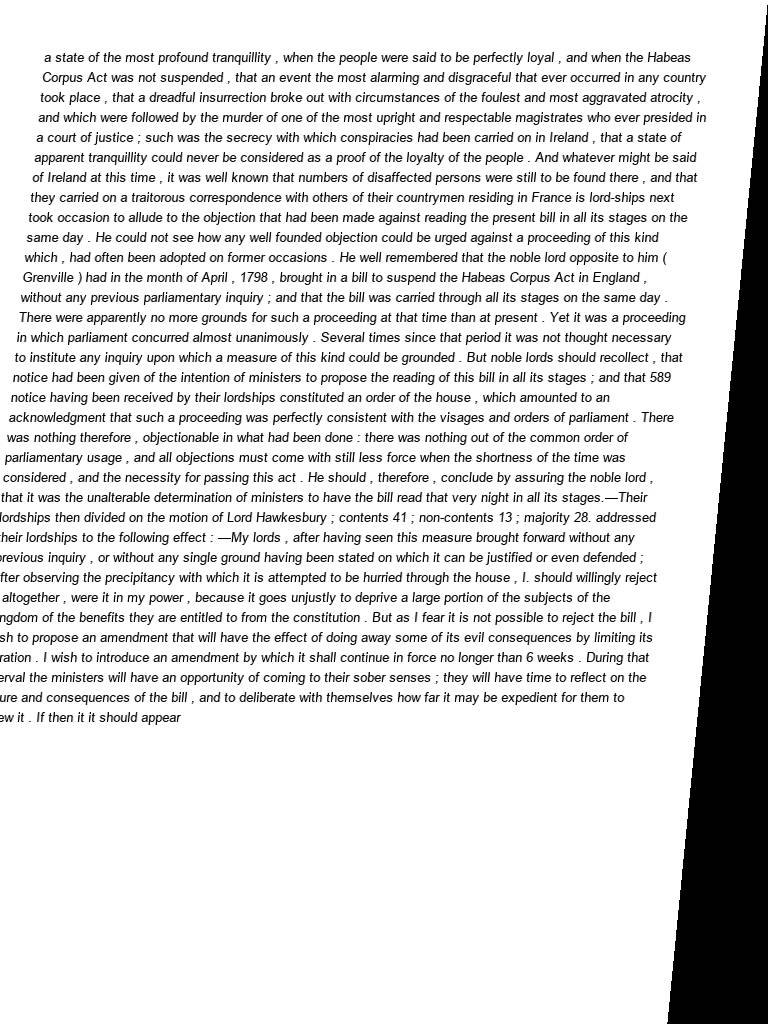 a state of the most profound tranquillity , when the people were said to be perfectly loyal , and when the Habeas
Corpus Act was not suspended , that an event the most alarming and disgraceful that ever occurred in any country
took place , that a dreadful insurrection broke out with circumstances of the foulest and most aggravated atrocity ,
and which were followed by the murder of one of the most upright and respectable magistrates who ever presided in
a court of justice ; such was the secrecy with which conspiracies had been carried on in Ireland , that a state of
apparent tranquillity could never be considered as a proof of the loyalty of the people . And whatever might be said
of Ireland at this time , it was well known that numbers of disaffected persons were still to be found there , and that
they carried on a traitorous correspondence with others of their countrymen residing in France is lord-ships next
took occasion to allude to the objection that had been made against reading the present bill in all its stages on the
same day . He could not see how any well founded objection could be urged against a proceeding of this kind
which , had often been adopted on former occasions . He well remembered that the noble lord opposite to him (
Grenville ) had in the month of April , 1798 , brought in a bill to suspend the Habeas Corpus Act in England ,
without any previous parliamentary inquiry ; and that the bill was carried through all its stages on the same day .
There were apparently no more grounds for such a proceeding at that time than at present . Yet it was a proceeding
in which parliament concurred almost unanimously . Several times since that period it was not thought necessary
to institute any inquiry upon which a measure of this kind could be grounded . But noble lords should recollect , that
notice had been given of the intention of ministers to propose the reading of this bill in all its stages ; and that 589
notice having been received by their lordships constituted an order of the house , which amounted to an
acknowledgment that such a proceeding was perfectly consistent with the visages and orders of parliament . There
was nothing therefore , objectionable in what had been done : there was nothing out of the common order of
parliamentary usage , and all objections must come with still less force when the shortness of the time was
considered , and the necessity for passing this act . He should , therefore , conclude by assuring the noble lord ,
that it was the unalterable determination of ministers to have the bill read that very night in all its stages.—Their
lordships then divided on the motion of Lord Hawkesbury ; contents 41 ; non-contents 13 ; majority 28. addressed
their lordships to the following effect : —My lords , after having seen this measure brought forward without any
previous inquiry , or without any single ground having been stated on which it can be justified or even defended ;
fter observing the precipitancy with which it is attempted to be hurried through the house , I. should willingly reject
altogether , were it in my power , because it goes unjustly to deprive a large portion of the subjects of the
ngdom of the benefits they are entitled to from the constitution . But as I fear it is not possible to reject the bill , I
sh to propose an amendment that will have the effect of doing away some of its evil consequences by limiting its
ration . I wish to introduce an amendment by which it shall continue in force no longer than 6 weeks . During that
erval the ministers will have an opportunity of coming to their sober senses ; they will have time to reflect on the
ure and consequences of the bill , and to deliberate with themselves how far it may be expedient for them to
ew it . If then it it should appear